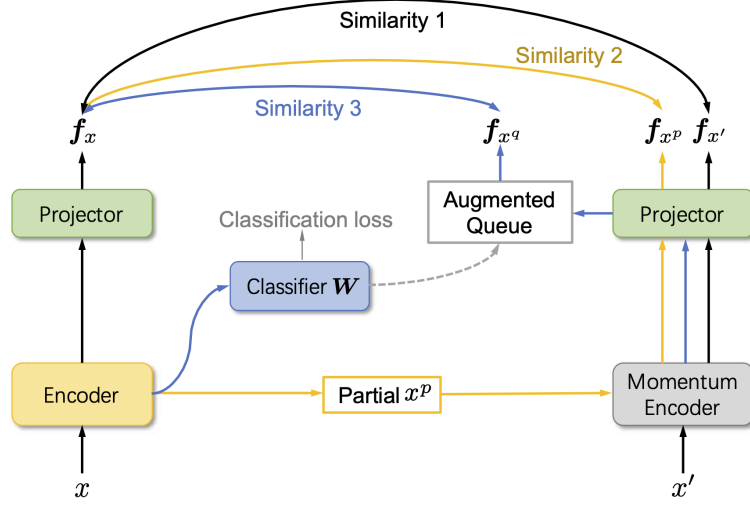 Similarity 1
Similarity 2
Similarity 3
f_x
f_{x^q}
f_{x^p}
f_{x'}
Projector
Augmented
Queue
Projector
Classification loss
Classifier W
Encoder
Partial x^p
Momentum
Encoder
x
x'